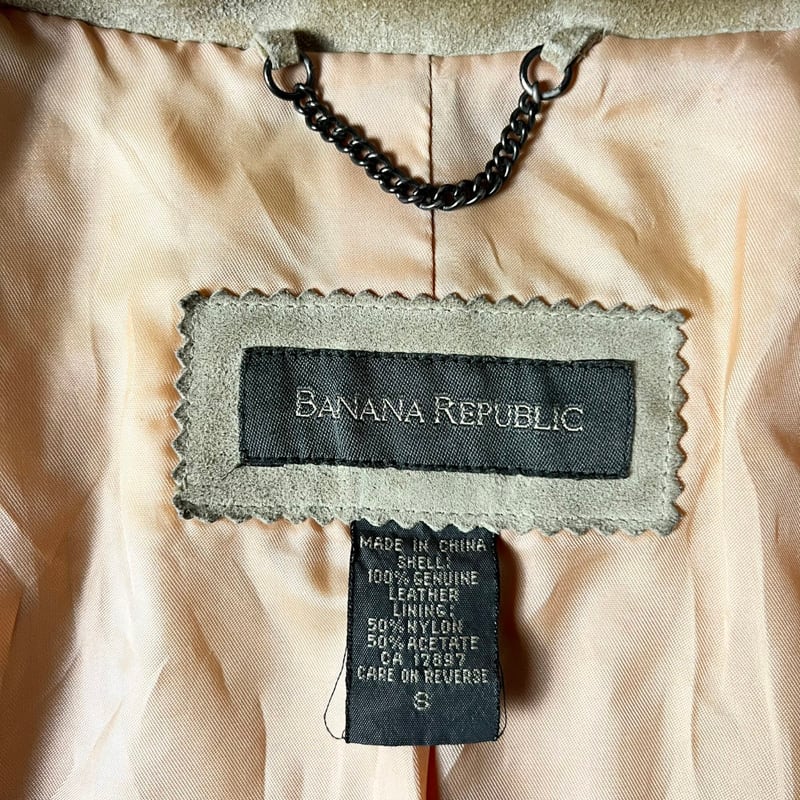 BANANA REPUBLIC
MADE IN CHINA
SHELL:
100% GENUINE
LEATHER
LINING:
50% NYLON
50% ACETATE
CA 17897
CARE ON REVERSE
S